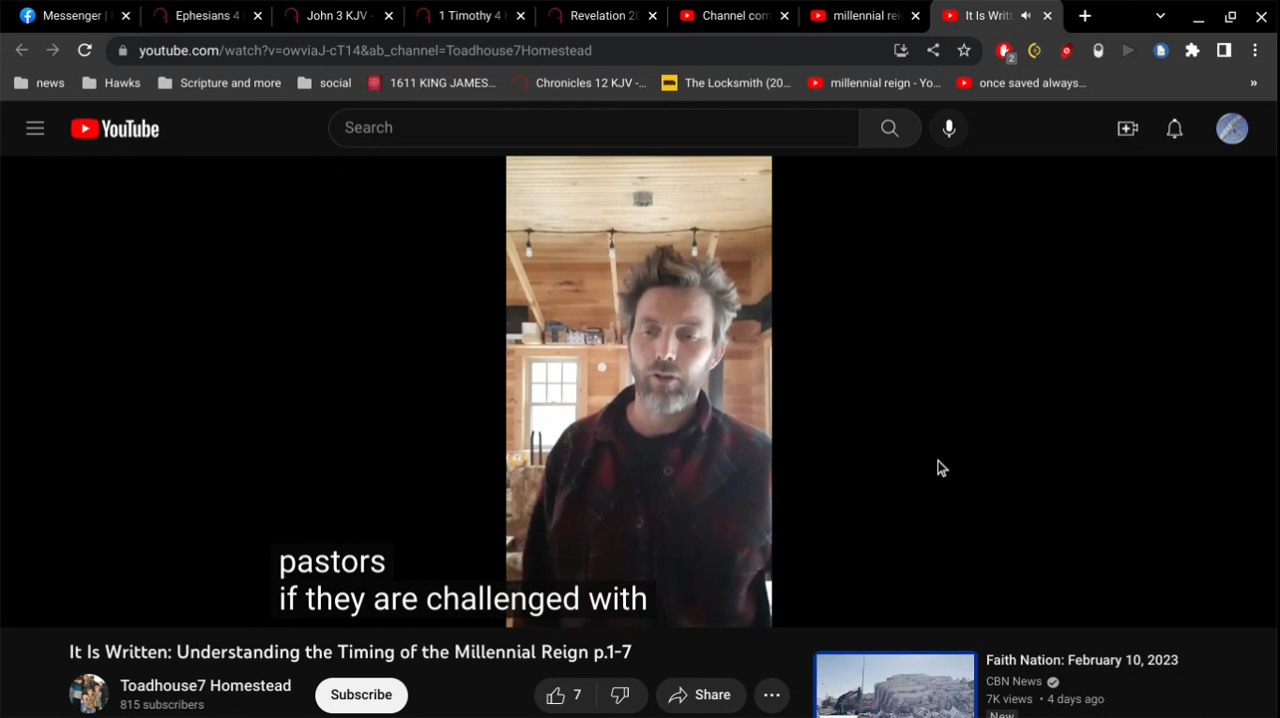 Messenger |
Ephesians 4
John 3 KJV -
1 Timothy 4
Revelation 20
Channel com
millennial rei
It Is Writt
youtube.com/watch?v=owviaJ-cT14&ab_channel=Toadhouse7Homestead
2
news
Hawks
Scripture and more
social
1611 KING JAMES...
Chronicles 12 KJV -...
The Locksmith (20...
millennial reign - Yo...
once saved always...
»
YouTube
Search
pastors
if they are challenged with
It Is Written: Understanding the Timing of the Millennial Reign p.1-7
Toadhouse7 Homestead
815 subscribers
Subscribe
7
Share
Faith Nation: February 10, 2023
CBN News
7K views • 4 days ago
New